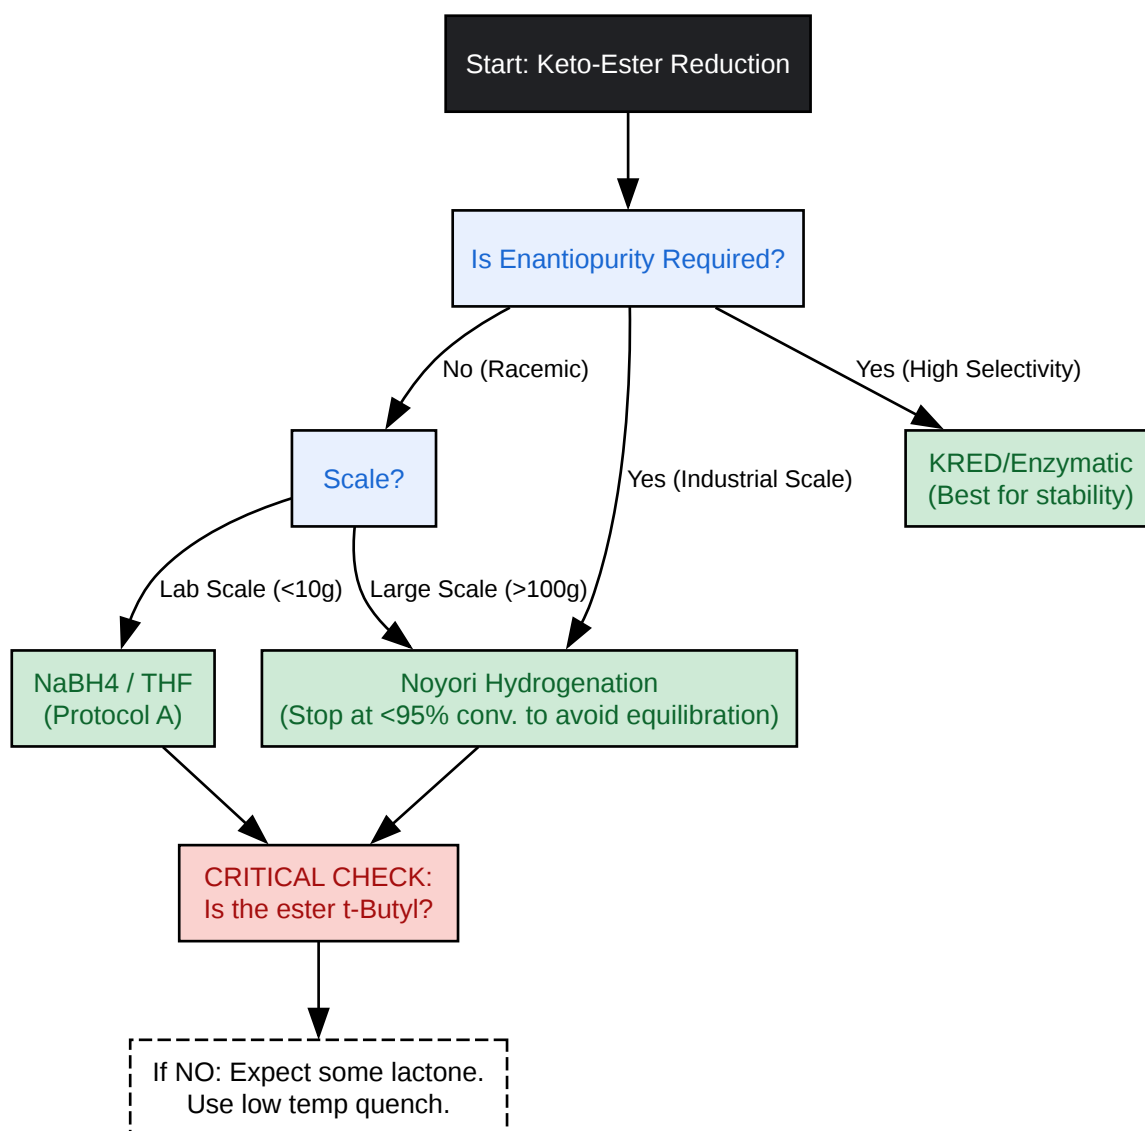 Start: Keto-Ester Reduction
Is Enantiopurity Required?
No (Racemic)
Yes (High Selectivity)
Scale?
Yes (Industrial Scale)
KRED/Enzymatic
(Best for stability)
Lab Scale (<10g)
Large Scale (>100g)
NaBH4 / THF
(Protocol A)
Noyori Hydrogenation
(Stop at <95% conv. to avoid equilibration)
CRITICAL CHECK:
Is the ester t-Butyl?
If NO: Expect some lactone.
Use low temp quench.